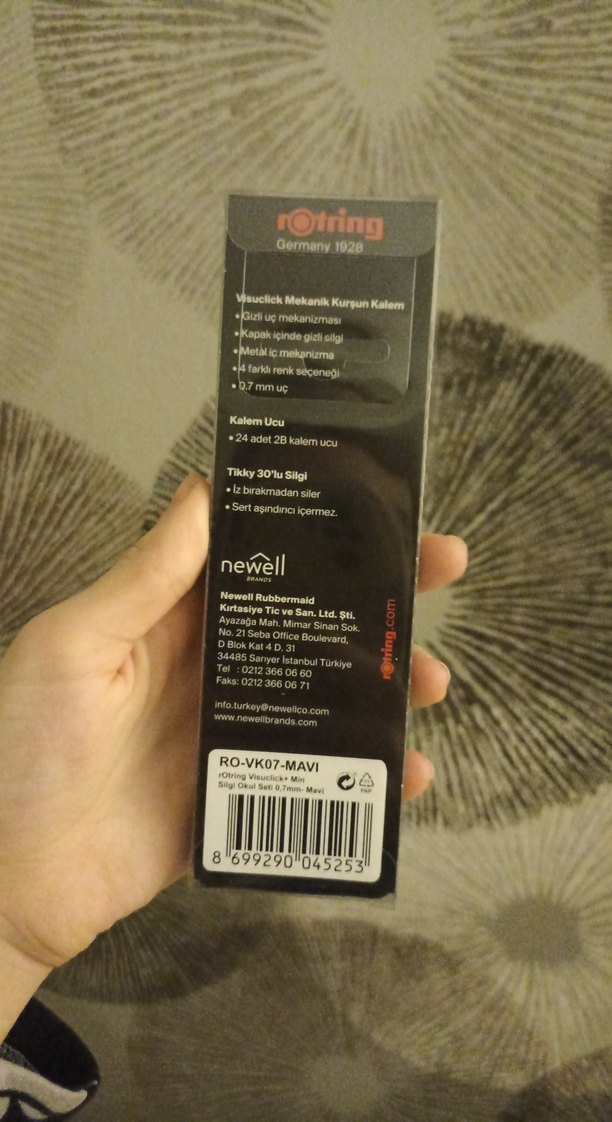 rOtring
Germany 1928
Visuclick Mekanik Kurşun Kalem
• Gizli uç mekanizması
• Kapak içinde gizli silgi
• Metal iç mekanizma
• 4 farklı renk seçeneği
• 0.7 mm uç
Kalem Ucu
• 24 adet 2B kalem ucu
Tikky 30'lu Silgi
• İz bırakmadan siler
• Sert aşındırıcı içermez.
newell
BRANDS
Newell Rubbermaid
Kırtasiye Tic ve San. Ltd. Şti.
Ayazağa Mah. Mimar Sinan Sok.
No. 21 Seba Office Boulevard,
D Blok Kat 4 D. 31
34485 Sarıyer İstanbul Türkiye
Tel : 0212 366 06 60
Faks: 0212 366 06 71
info.turkey@newellco.com
www.newellbrands.com
rotring.com
RO-VK07-MAVI
rOtring Visuclick+ Min
Silgi Okul Seti 0.7mm- Mavi
PAP
8 699290 045253